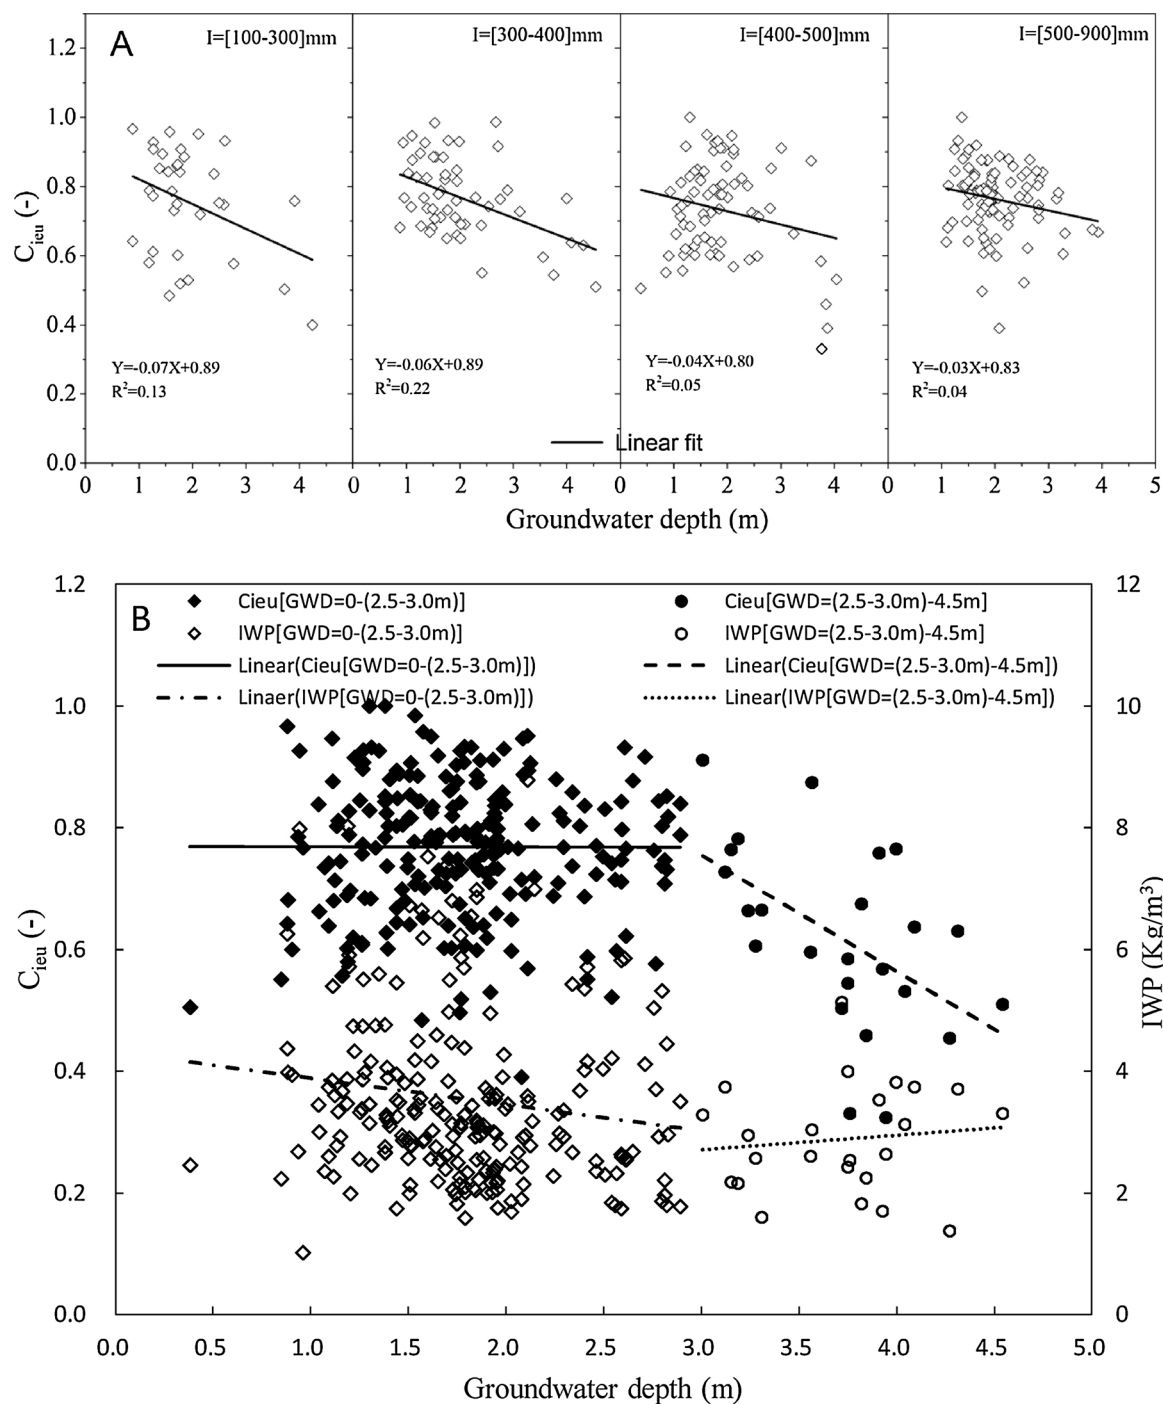 A
I=[100-300]mm
I=[300-400]mm
I=[400-500]mm
I=[500-900]mm
1.2
1.0
0.8
0.6
0.4
0.2
0.0
C_ieu (-)
Y=-0.07X+0.89
R²=0.13
Y=-0.06X+0.89
R²=0.22
Y=-0.04X+0.80
R²=0.05
Y=-0.03X+0.83
R²=0.04
Linear fit
0 1 2 3 4 0 1 2 3 4 0 1 2 3 4 0 1 2 3 4 5
Groundwater depth (m)
B
Cieu[GWD=0-(2.5-3.0m)]
Cieu[GWD=(2.5-3.0m)-4.5m]
IWP[GWD=0-(2.5-3.0m)]
IWP[GWD=(2.5-3.0m)-4.5m]
Linear(Cieu[GWD=0-(2.5-3.0m)])
Linear(Cieu[GWD=(2.5-3.0m)-4.5m])
Linaer(IWP[GWD=0-(2.5-3.0m)])
Linear(IWP[GWD=(2.5-3.0m)-4.5m])
1.2
1.0
0.8
0.6
0.4
0.2
0.0
C_ieu (-)
12
10
8
6
4
2
0
IWP (Kg/m³)
0.0 0.5 1.0 1.5 2.0 2.5 3.0 3.5 4.0 4.5 5.0
Groundwater depth (m)